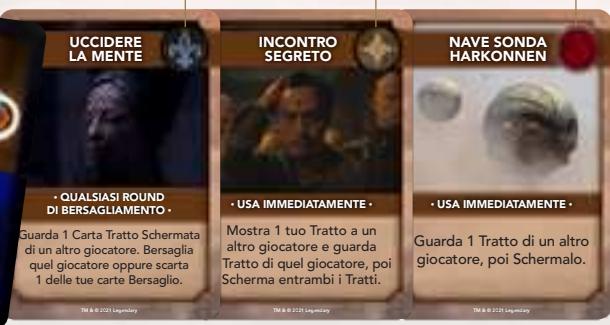 UCCIDERE
LA MENTE
• QUALSIASI ROUND
DI BERSAGLIAMENTO •
Guarda 1 Carta Tratto Schermata
di un altro giocatore. Bersaglia
quel giocatore oppure scarta
1 delle tue carte Bersaglio.
TM & © 2021 Legendary
INCONTRO
SEGRETO
• USA IMMEDIATAMENTE •
Mostra 1 tuo Tratto a un
altro giocatore e guarda
Tratto di quel giocatore, poi
Scherma entrambi i Tratti.
TM & © 2021 Legendary
NAVE SONDA
HARKONNEN
• USA IMMEDIATAMENTE •
Guarda 1 Tratto di un altro
giocatore, poi Schermalo.
TM & © 2021 Legendary